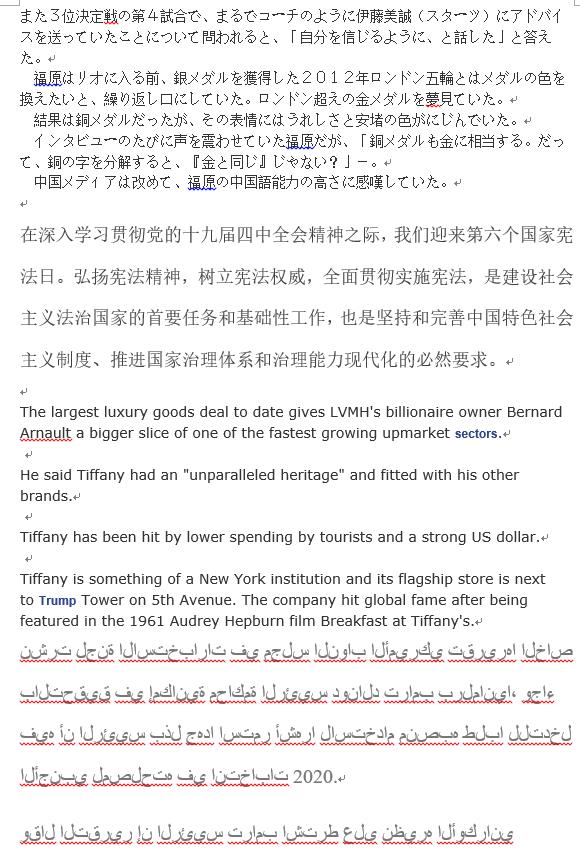 また３位決定戦の第４試合で、まるでコーチのように伊藤美誠（スターツ）にアドバイ
スを送っていたことについて問われると、「自分を信じるように、と話した」と答え
た。
福原はリオに入る前、銀メダルを獲得した２０１２年ロンドン五輪とはメダルの色を
換えたいと、繰り返し口にしていた。ロンドン超えの金メダルを夢見ていた。
結果は銅メダルだったが、その表情にはうれしさと安堵の色がにじんでいた。
インタビューのたびに声を震わせていた福原だが、「銅メダルも金に相当する。だっ
て、銅の字を分解すると、『金と同じ』じゃない？」－。
中国メディアは改めて、福原の中国語能力の高さに感嘆していた。
在深入学习贯彻党的十九届四中全会精神之际，我们迎来第六个国家宪
法日。弘扬宪法精神，树立宪法权威，全面贯彻实施宪法，是建设社会
主义法治国家的首要任务和基础性工作，也是坚持和完善中国特色社会
主义制度、推进国家治理体系和治理能力现代化的必然要求。
The largest luxury goods deal to date gives LVMH's billionaire owner Bernard
Arnault a bigger slice of one of the fastest growing upmarket sectors.
He said Tiffany had an "unparalleled heritage" and fitted with his other
brands.
Tiffany has been hit by lower spending by tourists and a strong US dollar.
Tiffany is something of a New York institution and its flagship store is next
to Trump Tower on 5th Avenue. The company hit global fame after being
featured in the 1961 Audrey Hepburn film Breakfast at Tiffany's.
نشرت لجنة الاستخبارات في مجلس النواب الأميركي تقريرها الخاص
بالتحقيق في إمكانية محاكمة الرئيس دونالد ترامب برلمانيا، وجاء
فيه أن الرئيس بذل جهدا استمر أشهرا لاستخدام منصبه طلبا للتدخل
الأجنبي لمصلحته في انتخابات 2020.
وقال التقرير إن الرئيس ترامب اشترط على نظيره الأوكراني